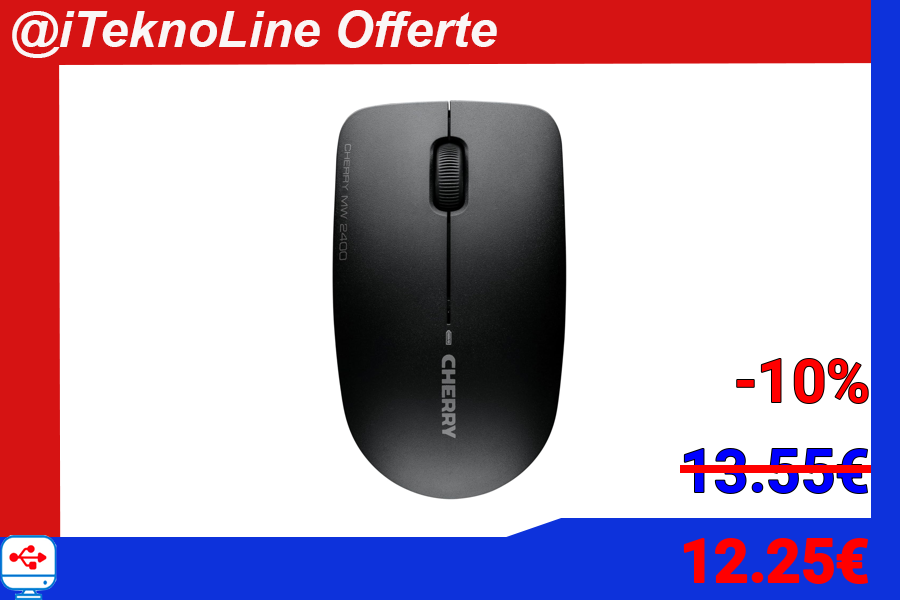 @iTeknoLine Offerte
CHERRY MW 2400
CHERRY
-10%
13.55€
12.25€